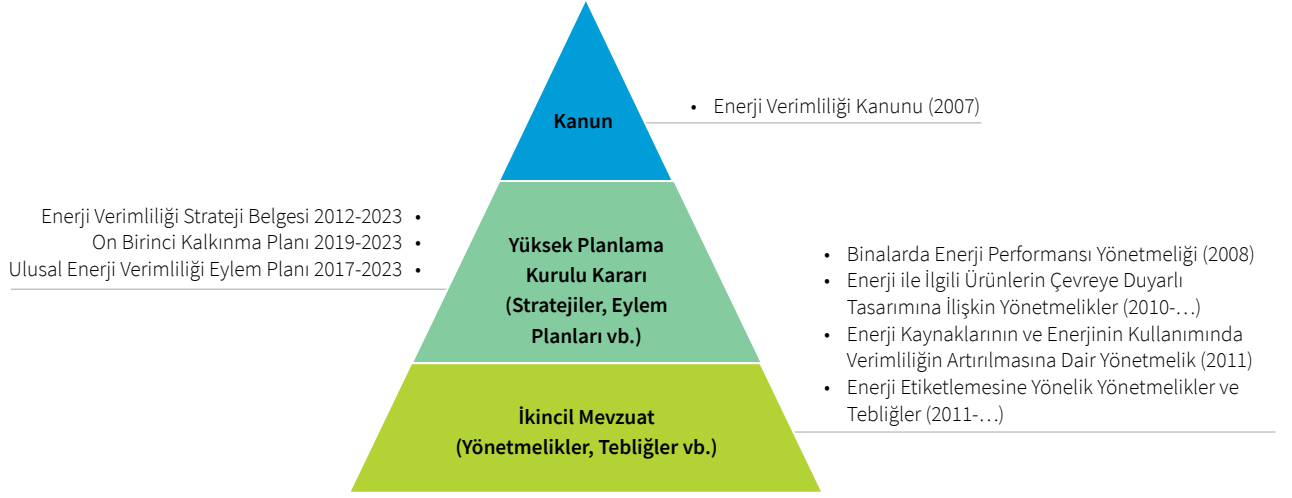 Kanun
• Enerji Verimliliği Kanunu (2007)
Enerji Verimliliği Strateji Belgesi 2012-2023 •
On Birinci Kalkınma Planı 2019-2023 •
Ulusal Enerji Verimliliği Eylem Planı 2017-2023 •
Yüksek Planlama
Kurulu Kararı
(Stratejiler, Eylem
Planları vb.)
• Binalarda Enerji Performansı Yönetmeliği (2008)
• Enerji ile İlgili Ürünlerin Çevreye Duyarlı
Tasarımına İlişkin Yönetmelikler (2010-…)
• Enerji Kaynaklarının ve Enerjinin Kullanımında
Verimliliğin Artırılmasına Dair Yönetmelik (2011)
• Enerji Etiketlemesine Yönelik Yönetmelikler ve
Tebliğler (2011-…)
İkincil Mevzuat
(Yönetmelikler, Tebliğler vb.)